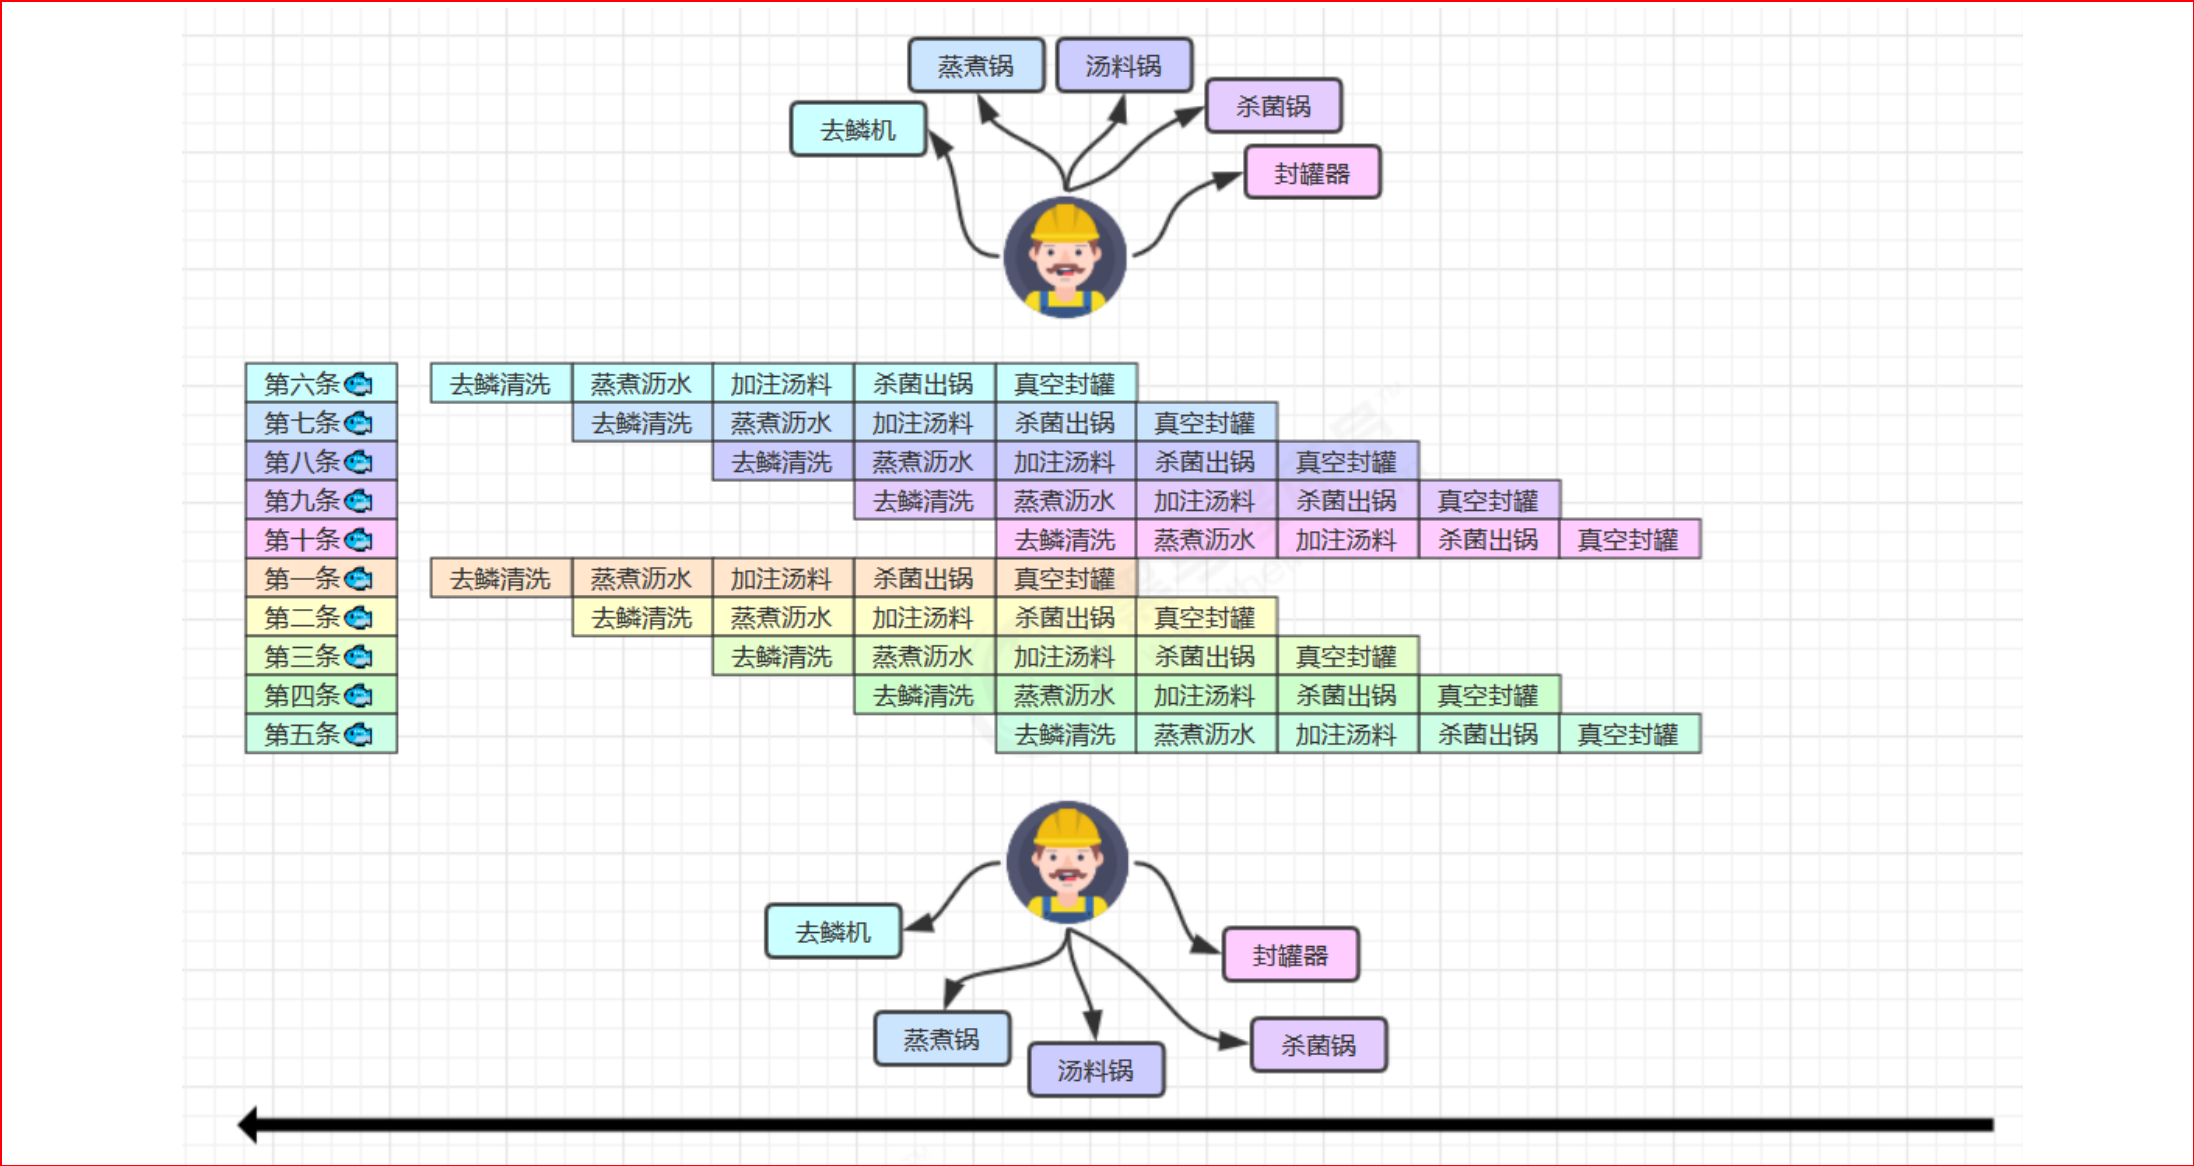 蒸煮锅 汤料锅
杀菌锅
去鳞机
封罐器
第六条 去鳞清洗 蒸煮沥水 加注汤料 杀菌出锅 真空封罐
第七条 去鳞清洗 蒸煮沥水 加注汤料 杀菌出锅 真空封罐
第八条 去鳞清洗 蒸煮沥水 加注汤料 杀菌出锅 真空封罐
第九条 去鳞清洗 蒸煮沥水 加注汤料 杀菌出锅 真空封罐
第十条 去鳞清洗 蒸煮沥水 加注汤料 杀菌出锅 真空封罐
第一条 去鳞清洗 蒸煮沥水 加注汤料 杀菌出锅 真空封罐
第二条 去鳞清洗 蒸煮沥水 加注汤料 杀菌出锅 真空封罐
第三条 去鳞清洗 蒸煮沥水 加注汤料 杀菌出锅 真空封罐
第四条 去鳞清洗 蒸煮沥水 加注汤料 杀菌出锅 真空封罐
第五条 去鳞清洗 蒸煮沥水 加注汤料 杀菌出锅 真空封罐
去鳞机
封罐器
蒸煮锅
杀菌锅
汤料锅